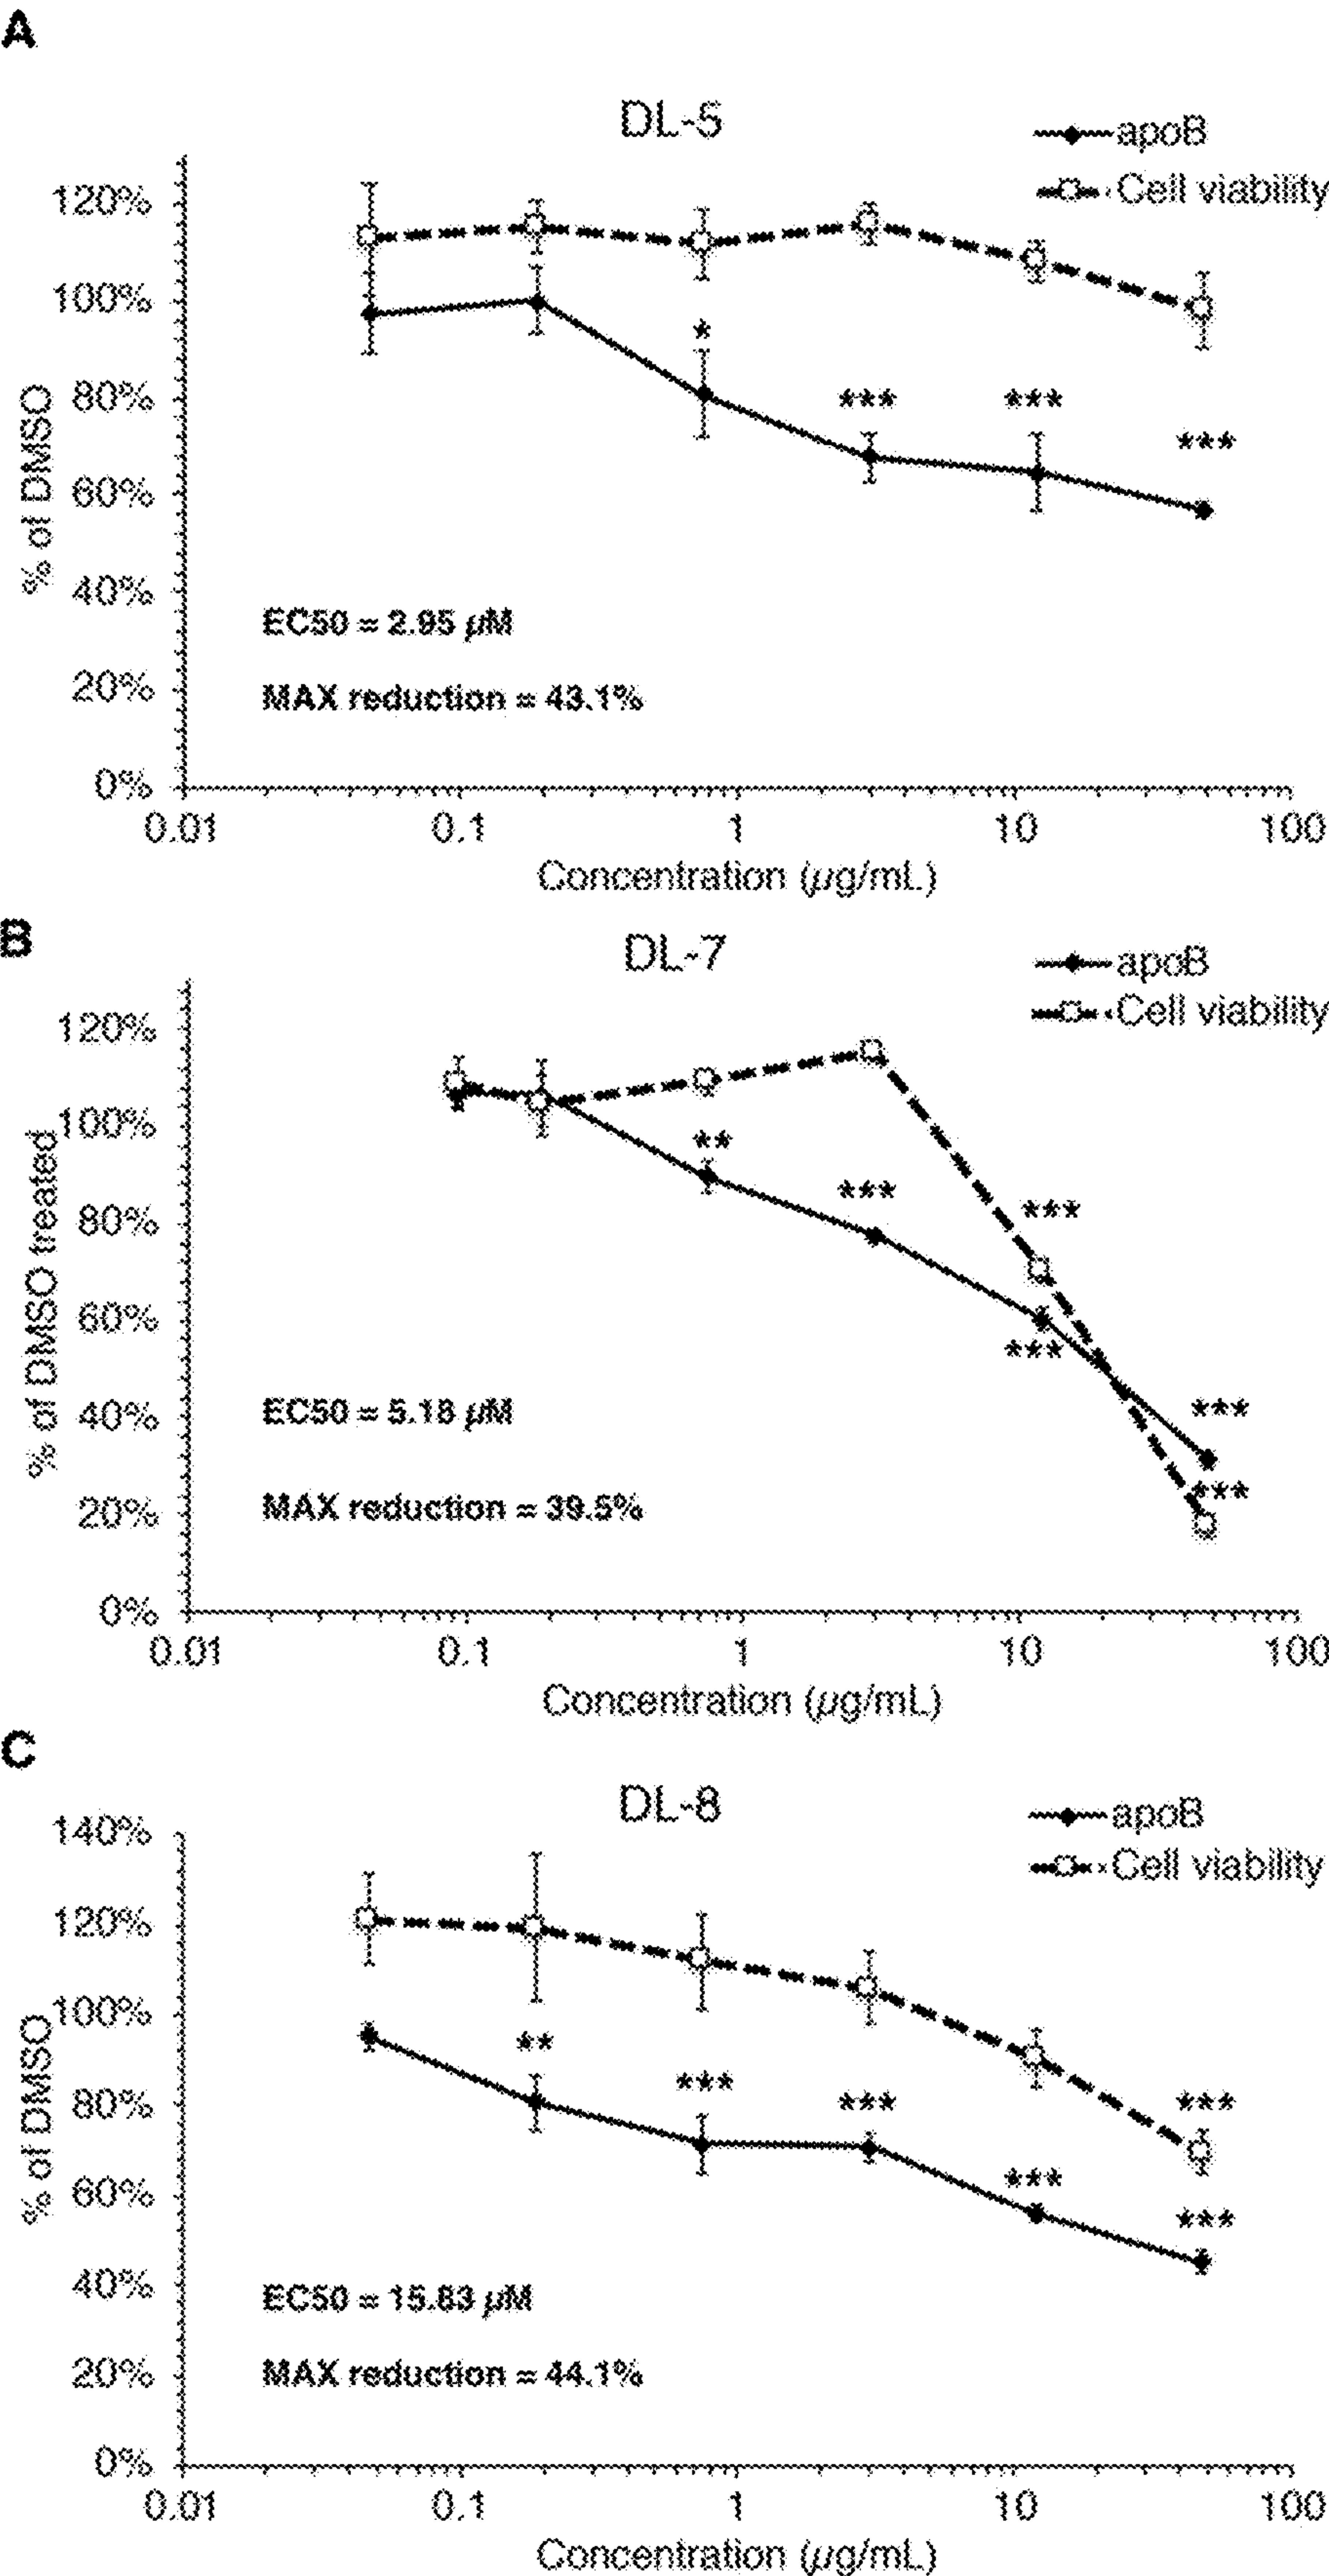 A
DL-5
apoB
Cell viability
120%
100%
80%
60%
40%
20%
0%
% of DMSO
*
***
***
***
EC50 = 2.95 µM
MAX reduction = 43.1%
0.01
0.1
1
10
100
Concentration (µg/mL)
B
DL-7
apoB
Cell viability
120%
100%
80%
60%
40%
20%
0%
% of DMSO treated
**
***
***
***
***
***
EC50 = 5.18 µM
MAX reduction = 39.5%
0.01
0.1
1
10
100
Concentration (µg/mL)
C
DL-8
apoB
Cell viability
140%
120%
100%
80%
60%
40%
20%
0%
% of DMSO
**
***
***
***
***
***
EC50 = 15.83 µM
MAX reduction = 44.1%
0.01
0.1
1
10
100
Concentration (µg/mL)